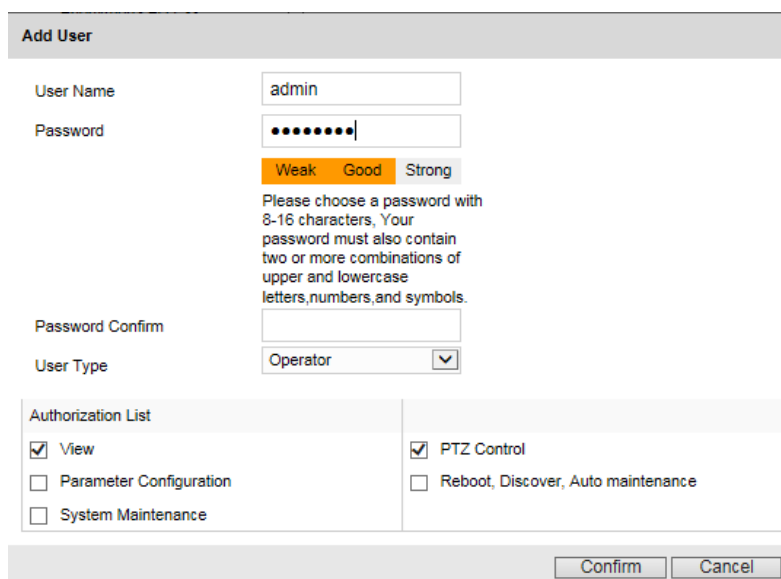 Add User
User Name admin
Password ••••••••
Weak Good Strong
Please choose a password with
8-16 characters, Your
password must also contain
two or more combinations of
upper and lowercase
letters,numbers,and symbols.
Password Confirm
User Type Operator
Authorization List
View PTZ Control
Parameter Configuration Reboot, Discover, Auto maintenance
System Maintenance
Confirm Cancel